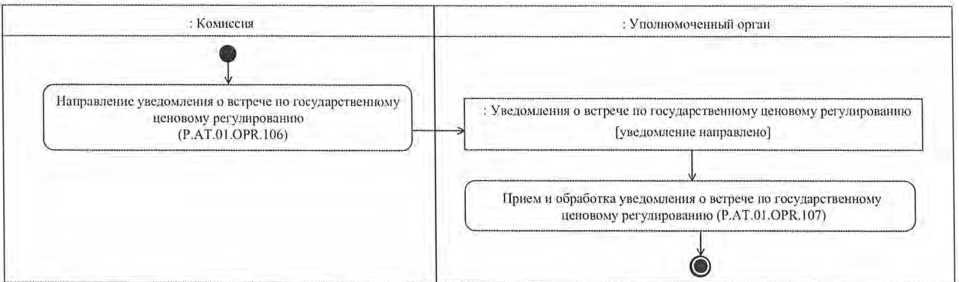 : Комиссия
: Уполномоченный орган
Направление уведомления о встрече по государственному
ценовому регулированию
(P.AT.01.OPR.106)
: Уведомления о встрече по государственному ценовому регулированию
[уведомление направлено]
Прием и обработка уведомления о встрече по государственному
ценовому регулированию (P.AT.01.OPR.107)